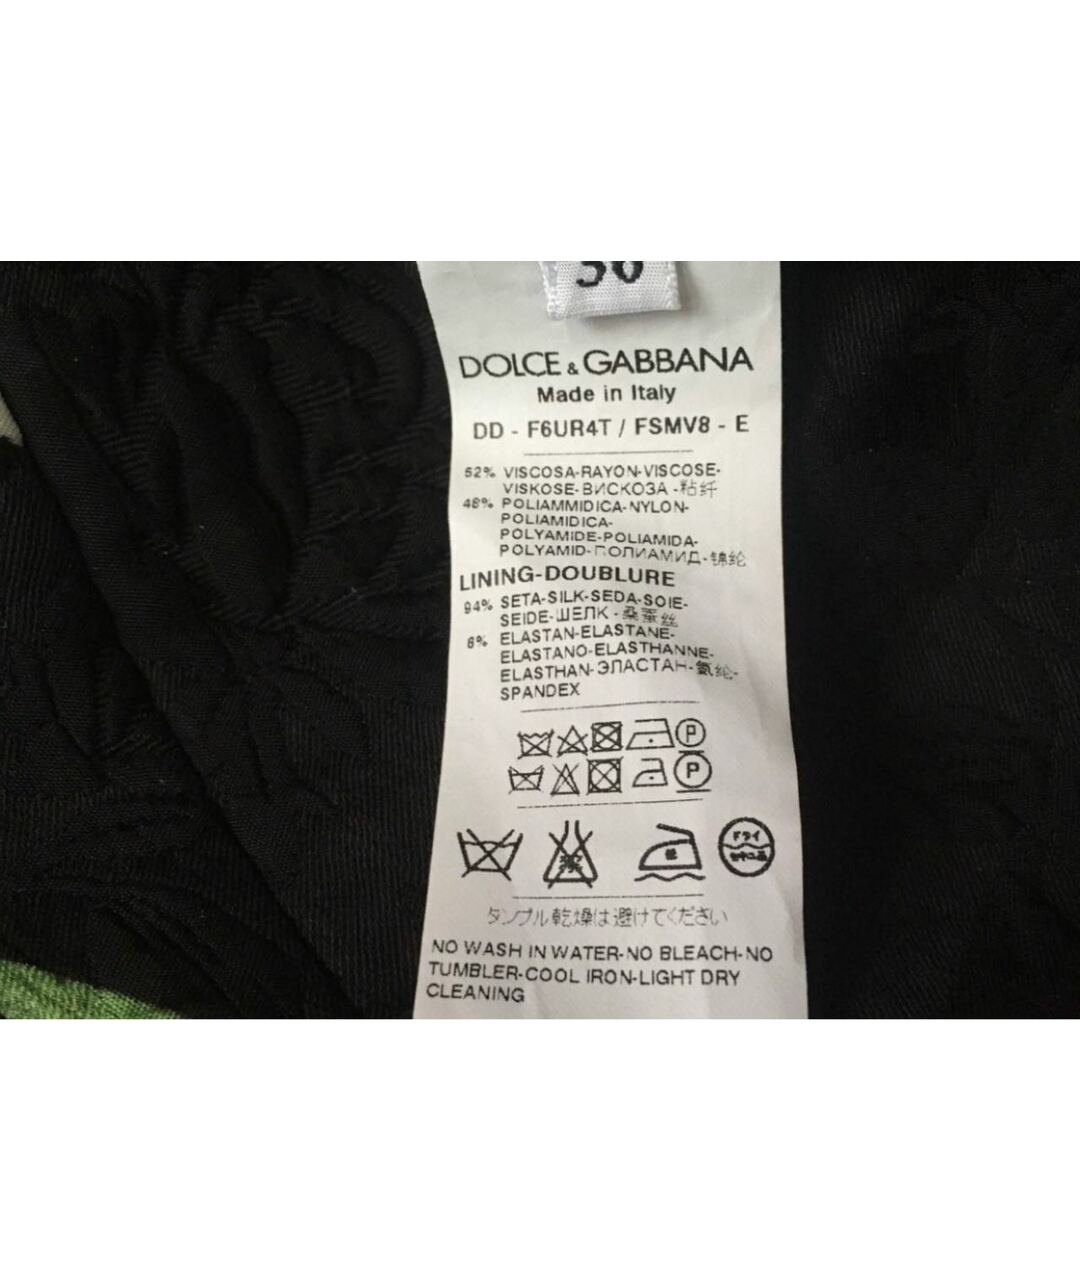 DOLCE & GABBANA
Made in Italy
DD - F6UR4T / FSMV8 - E
52% VISCOSA-RAYON-VISCOSE-
VISKOSE-ВИСКОЗА -粘纤
48% POLIAMMIDICA-NYLON-
POLIAMIDICA-
POLYAMIDE-POLIAMIDA-
POLYAMID-ПОЛИАМИД-锦纶
LINING-DOUBLURE
94% SETA-SILK-SEDA-SOIE-
SEIDE-ШЕЛК -桑蚕丝
6% ELASTAN-ELASTANE-
ELASTANO-ELASTHANNE-
ELASTHAN-ЭЛАСТАН-氨纶-
SPANDEX
P
P
ドライ
タンブル乾燥は避けてください
NO WASH IN WATER-NO BLEACH-NO
TUMBLER-COOL IRON-LIGHT DRY
CLEANING